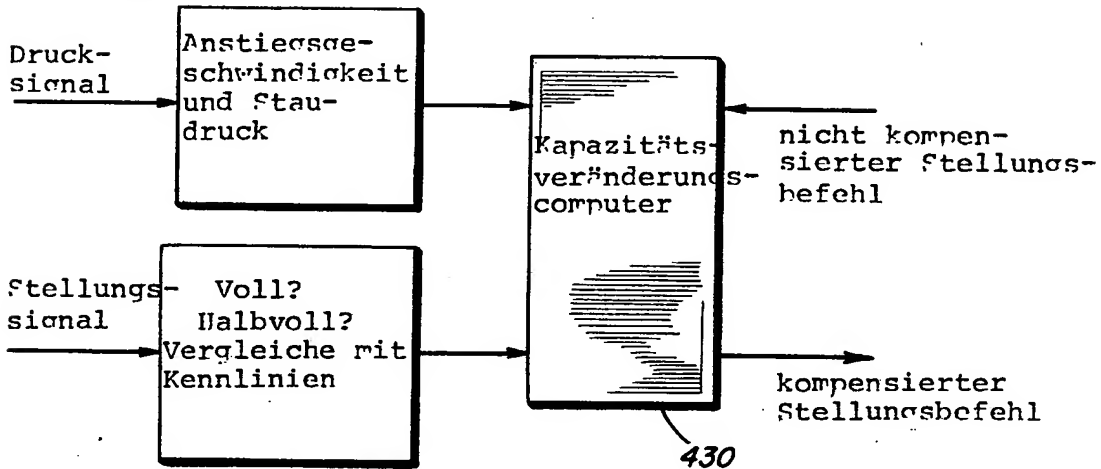 Druck-
signal
Anstiegsge-
schwindigkeit
und Stau-
druck
Kapazitäts-
veränderungs-
computer
nicht kompen-
sierter Stellungs-
befehl
Stellungs-
signal
Voll?
Halbvoll?
Vergleiche mit
Kennlinien
kompensierter
Stellungsbefehl
430